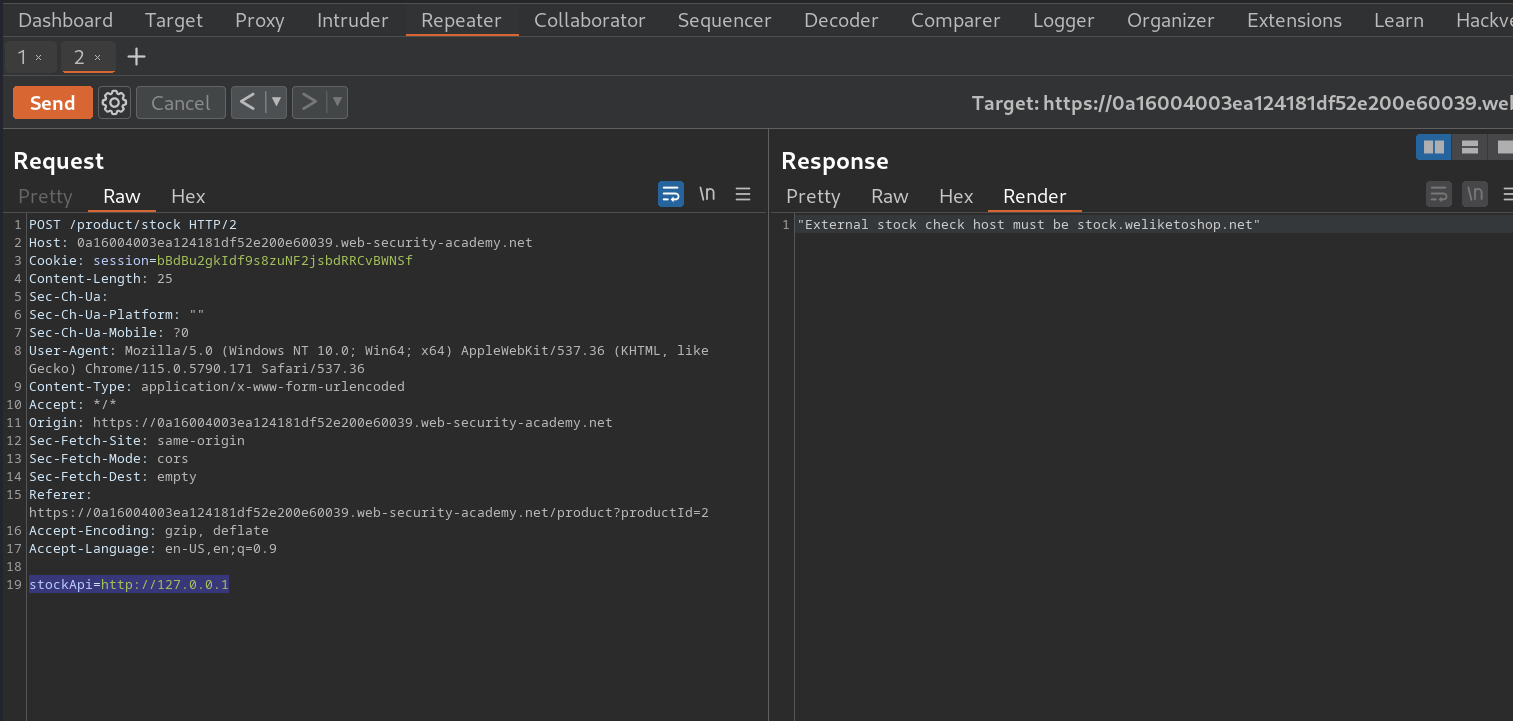 Dashboard Target Proxy Intruder Repeater Collaborator Sequencer Decoder Comparer Logger Organizer Extensions Learn
1 × 2 × +
Send Cancel < >
Target: https://0a16004003ea124181df52e200e60039.we
Request
Pretty Raw Hex \n
1 POST /product/stock HTTP/2
2 Host: 0a16004003ea124181df52e200e60039.web-security-academy.net
3 Cookie: session=bBdBu2gkIdf9s8zuNF2jsbdRRCvBWNSf
4 Content-Length: 25
5 Sec-Ch-Ua:
6 Sec-Ch-Ua-Platform: ""
7 Sec-Ch-Ua-Mobile: ?0
8 User-Agent: Mozilla/5.0 (Windows NT 10.0; Win64; x64) AppleWebKit/537.36 (KHTML, like
Gecko) Chrome/115.0.5790.171 Safari/537.36
9 Content-Type: application/x-www-form-urlencoded
10 Accept: */*
11 Origin: https://0a16004003ea124181df52e200e60039.web-security-academy.net
12 Sec-Fetch-Site: same-origin
13 Sec-Fetch-Mode: cors
14 Sec-Fetch-Dest: empty
15 Referer:
https://0a16004003ea124181df52e200e60039.web-security-academy.net/product?productId=2
16 Accept-Encoding: gzip, deflate
17 Accept-Language: en-US,en;q=0.9
18
19 stockApi=http://127.0.0.1
Response
Pretty Raw Hex Render \n
1 "External stock check host must be stock.weliketoshop.net"